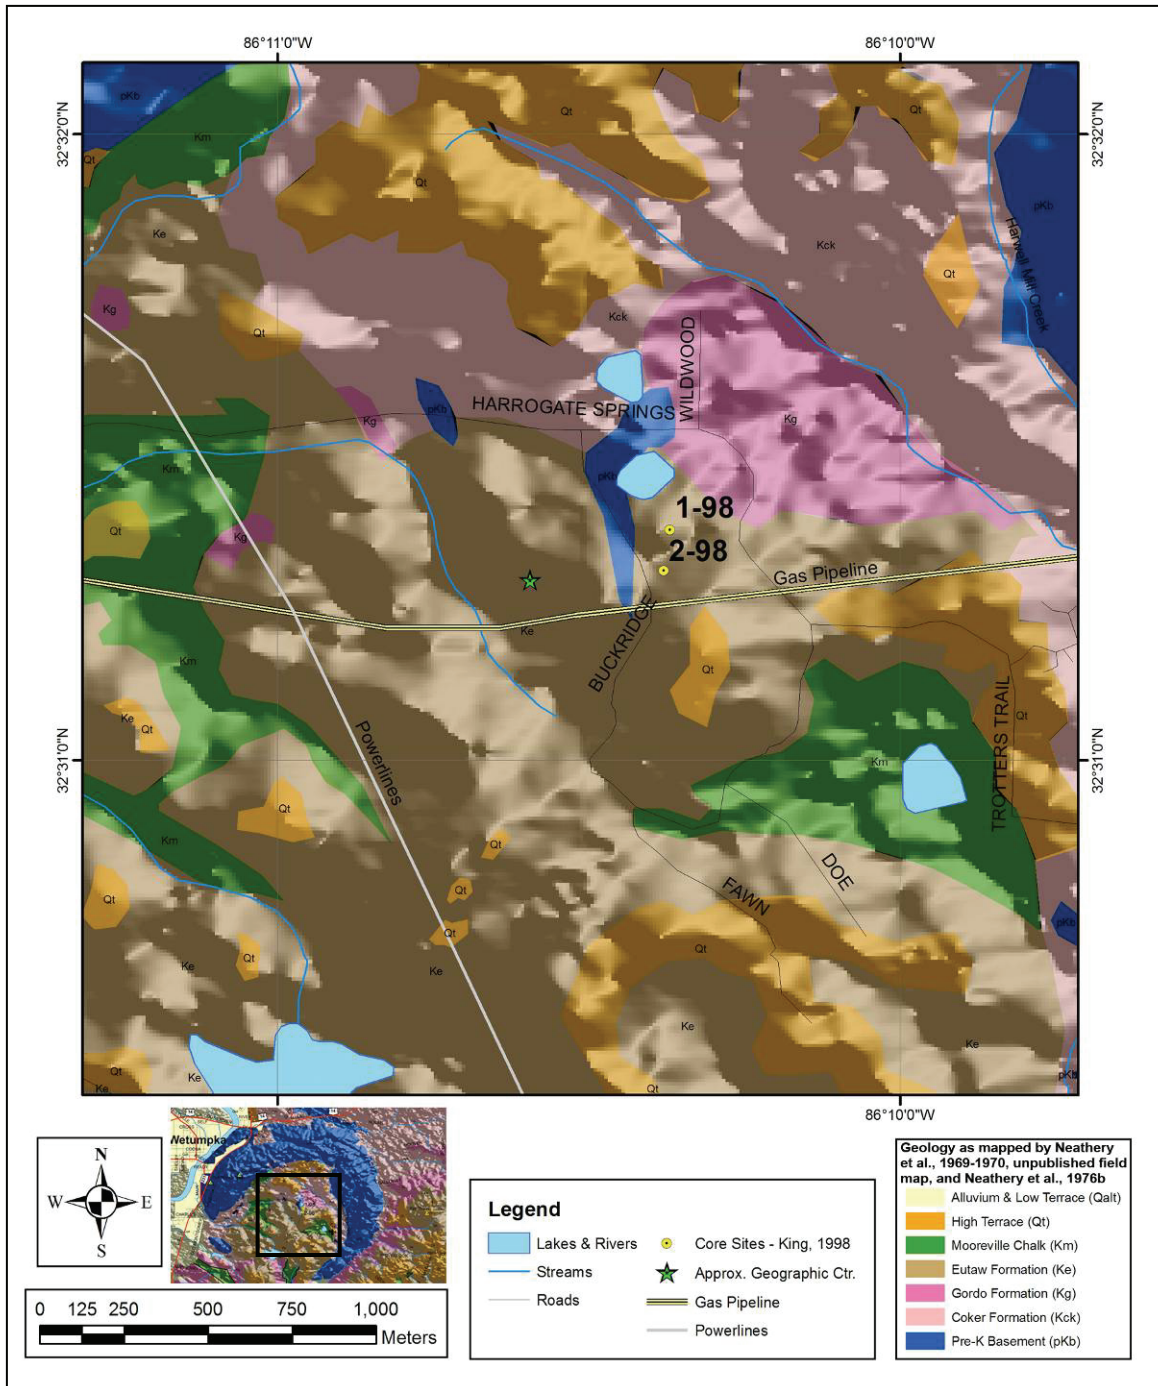 86°11'0"W
86°10'0"W
32°32'0"N
32°32'0"N
pKb
Km
Qt
Qt
Qt
Qt
pKb
Ke
Kck
Qt
Harwell Mill Creek
Kg
Qt
Kck
WILDWOOD
pKb
HARROGATE SPRINGS
Kg
Kg
Km
Qt
Kg
1-98
2-98
Gas Pipeline
Ke
BUCKRIDGE
Km
Qt
Ke
Qt
Qt
TROTTERS TRAIL
32°31'0"N
32°31'0"N
Km
Powerlines
Qt
Km
Qt
DOE
FAWN
Qt
Qt
pKb
Qt
Qt
Qt
Ke
Ke
Ke
Ke
Qt
Ke
Ke
Qt
86°11'0"W
86°10'0"W
N
W
E
S
Wetumpka
0 125 250 500 750 1,000
Meters
Legend
Lakes & Rivers
Streams
Roads
Core Sites - King, 1998
Approx. Geographic Ctr.
Gas Pipeline
Powerlines
Geology as mapped by Neathery
et al., 1969-1970, unpublished field
map, and Neathery et al., 1976b
Alluvium & Low Terrace (Qalt)
High Terrace (Qt)
Mooreville Chalk (Km)
Eutaw Formation (Ke)
Gordo Formation (Kg)
Coker Formation (Kck)
Pre-K Basement (pKb)